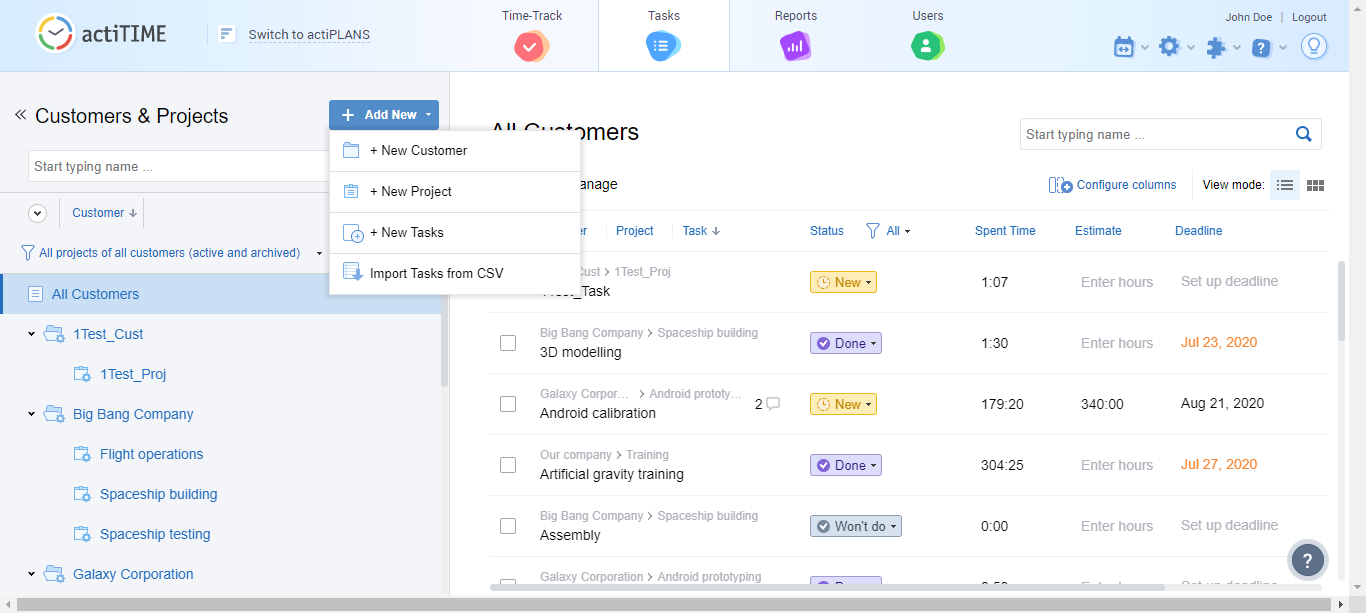 actiTIME
Switch to actiPLANS
Time-Track
Tasks
Reports
Users
John Doe
Logout
Customers & Projects
Add New
Start typing name ...
Customer
All projects of all customers (active and archived)
All Customers
1Test_Cust
1Test_Proj
Big Bang Company
Flight operations
Spaceship building
Spaceship testing
Galaxy Corporation
+ New Customer
+ New Project
+ New Tasks
Import Tasks from CSV
All Customers
Start typing name ...
anage
Configure customers
View mode:
er Project Task Status All Spent Time Estimate Deadline
Cust > 1Test_Proj
1Test_Task New 1:07 Enter hours Set up deadline
Big Bang Company > Spaceship building
3D modelling Done 1:30 Enter hours Jul 23, 2020
Galaxy Corpor... > Android prototy...
Android calibration 2 New 179:20 340:00 Aug 21, 2020
Our company > Training
Artificial gravity training Done 304:25 Enter hours Jul 27, 2020
Big Bang Company > Spaceship building
Assembly Won't do 0:00 Enter hours Set up deadline
Galaxy Corporation > Android prototyping
?